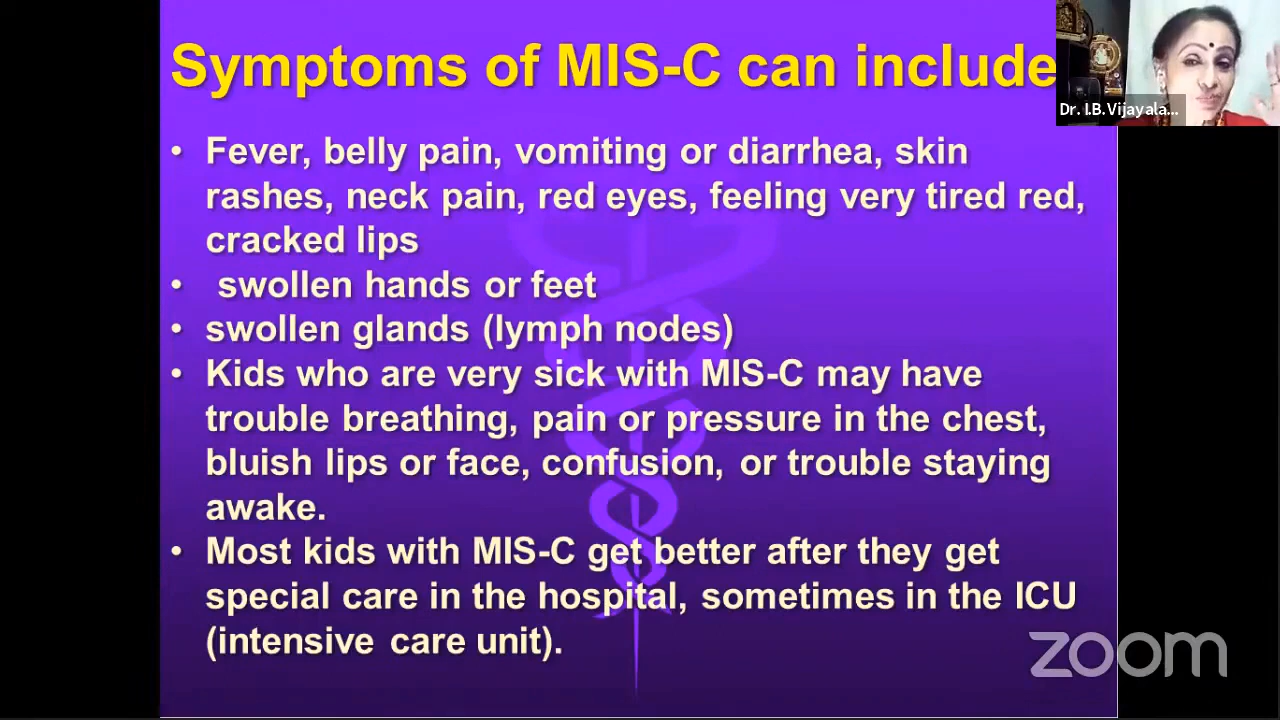 Symptoms of MIS-C can include
Dr. I.B.Vijayala...
• Fever, belly pain, vomiting or diarrhea, skin
rashes, neck pain, red eyes, feeling very tired red,
cracked lips
• swollen hands or feet
• swollen glands (lymph nodes)
• Kids who are very sick with MIS-C may have
trouble breathing, pain or pressure in the chest,
bluish lips or face, confusion, or trouble staying
awake.
• Most kids with MIS-C get better after they get
special care in the hospital, sometimes in the ICU
(intensive care unit).
zoom